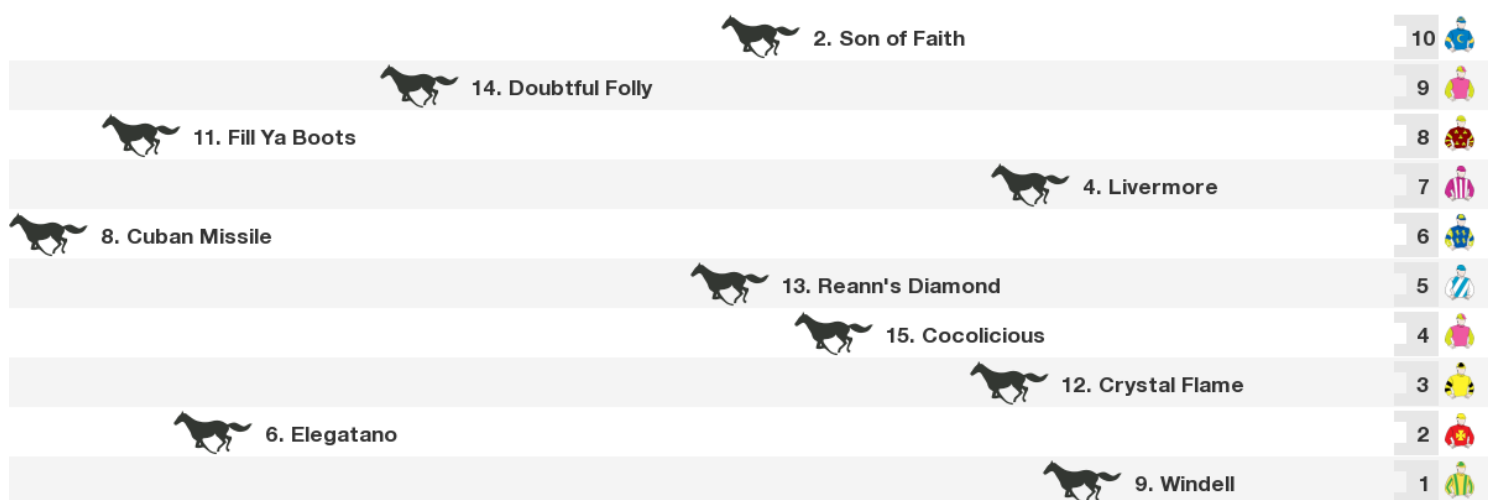 2. Son of Faith 10
14. Doubtful Folly 9
11. Fill Ya Boots 8
4. Livermore 7
8. Cuban Missile 6
13. Reann's Diamond 5
15. Cocolicious 4
12. Crystal Flame 3
6. Elegatano 2
9. Windell 1